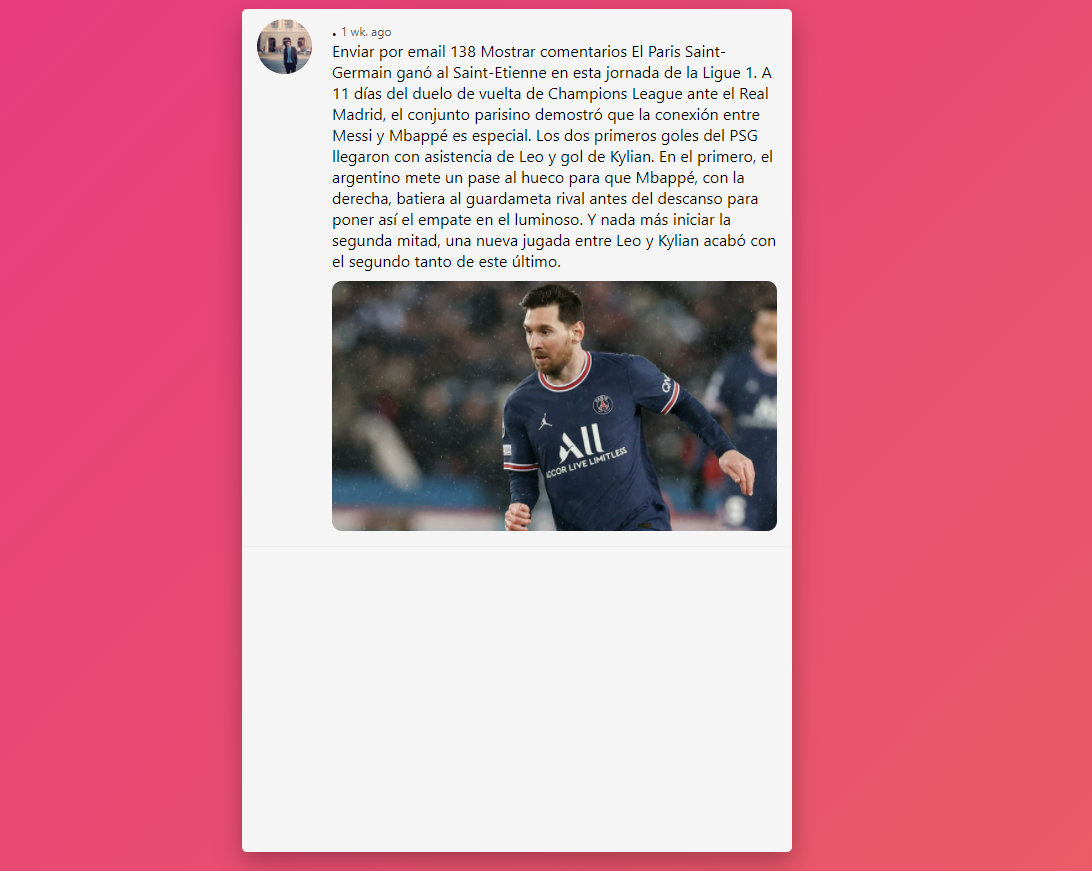 . 1 wk. ago
Enviar por email 138 Mostrar comentarios El Paris Saint-
Germain ganó al Saint-Etienne en esta jornada de la Ligue 1. A
11 días del duelo de vuelta de Champions League ante el Real
Madrid, el conjunto parisino demostró que la conexión entre
Messi y Mbappé es especial. Los dos primeros goles del PSG
llegaron con asistencia de Leo y gol de Kylian. En el primero, el
argentino mete un pase al hueco para que Mbappé, con la
derecha, batiera al guardameta rival antes del descanso para
poner así el empate en el luminoso. Y nada más iniciar la
segunda mitad, una nueva jugada entre Leo y Kylian acabó con
el segundo tanto de este último.
PARIS
ALL
ACCOR LIVE LIMITLESS